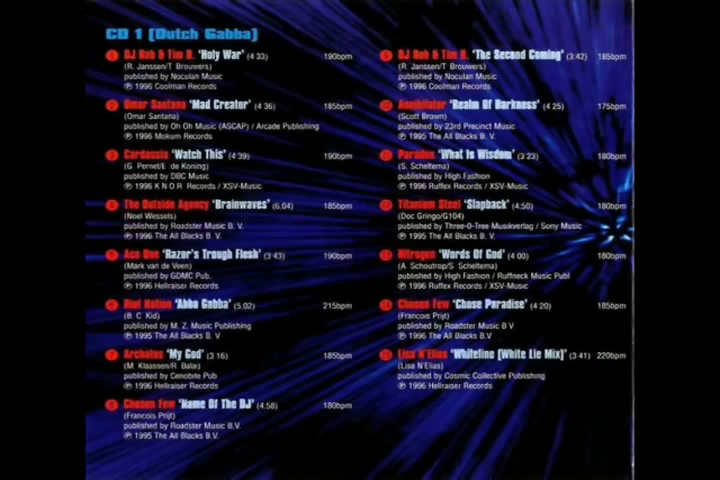 CD 1 (Dutch Gabba)
1 DJ Rob & Tim B. 'Holy War' (4 33) 190bpm
(R. Janssen/T Brouwers)
published by Noculan Music
℗ 1996 Coolman Records
2 Omar Santana 'Mad Creator' (4 36) 185bpm
(Omar Santana)
published by Oh Oh Music (ASCAP) / Arcade Publishing
℗ 1996 Mokum Records
3 Cardassis 'Watch This' (4'39) 190bpm
(G Pernet/E de Koning)
published by DBC Music
℗ 1996 K N O R Records / XSV-Music
4 The Outside Agency 'Brainwaves' (6.04) 185bpm
(Noel Wessels)
published by Roadster Music B. V.
℗ 1996 The All Blacks B. V.
5 Ace One 'Razor's Trough Flesh' (3'43) 190bpm
(Mark van de Veen)
published by GDMC Pub.
℗ 1996 Hellraiser Records
6 Riot Nation 'Abba Gabba' (5.02) 215bpm
(B. C Kid)
published by M. Z. Music Publishing
℗ 1995 The All Blacks B. V
7 Archates 'My God' (3 16) 185bpm
(M Klaassen/R Balai)
published by Cenobite Pub
℗ 1996 Hellraiser Records
8 Chosen Few 'Name Of The DJ' (4.58) 180bpm
(Francois Prijt)
published by Roadster Music B.V.
℗ 1995 The All Blacks B.V.
9 DJ Rob & Tim B. 'The Second Coming' (3:42) 185bpm
(R. Janssen/T Brouwers)
published by Noculan Music
℗ 1996 Coolman Records
10 Annihilator 'Realm Of Darkness' (4 25) 175bpm
(Scott Brown)
published by 23rd Precinct Music
℗ 1995 The All Blacks B.V.
11 Paradox 'What Is Wisdom' (3 23) 180bpm
(S. Scheltema)
published by High Fashion
℗ 1996 Ruffex Records / XSV-Music
12 Titanium Steel 'Slapback' (4:50) 180bpm
(Doc Gringo/G104)
published by Three-O-Tree Musikverlag / Sony Music
℗ 1995 The All Blacks B.V.
13 Nitrogen 'Words Of God' (4 00) 180bpm
(A Schoutrop/S Scheltema)
published by High Fashion / Ruffneck Music Publ
℗ 1996 Ruffex Records / XSV-Music
14 Chosen Few 'Chose Paradise' (4 20) 185bpm
(Francois Prijt)
published by Roadster Music B V
℗ 1996 The All Blacks B.V.
15 Lisa N'Elias 'Whiteline (White Lie Mix)' (3 41) 220bpm
(Lisa N'Elias)
published by Cosmic Collective Publishing
℗ 1996 Hellraiser Records